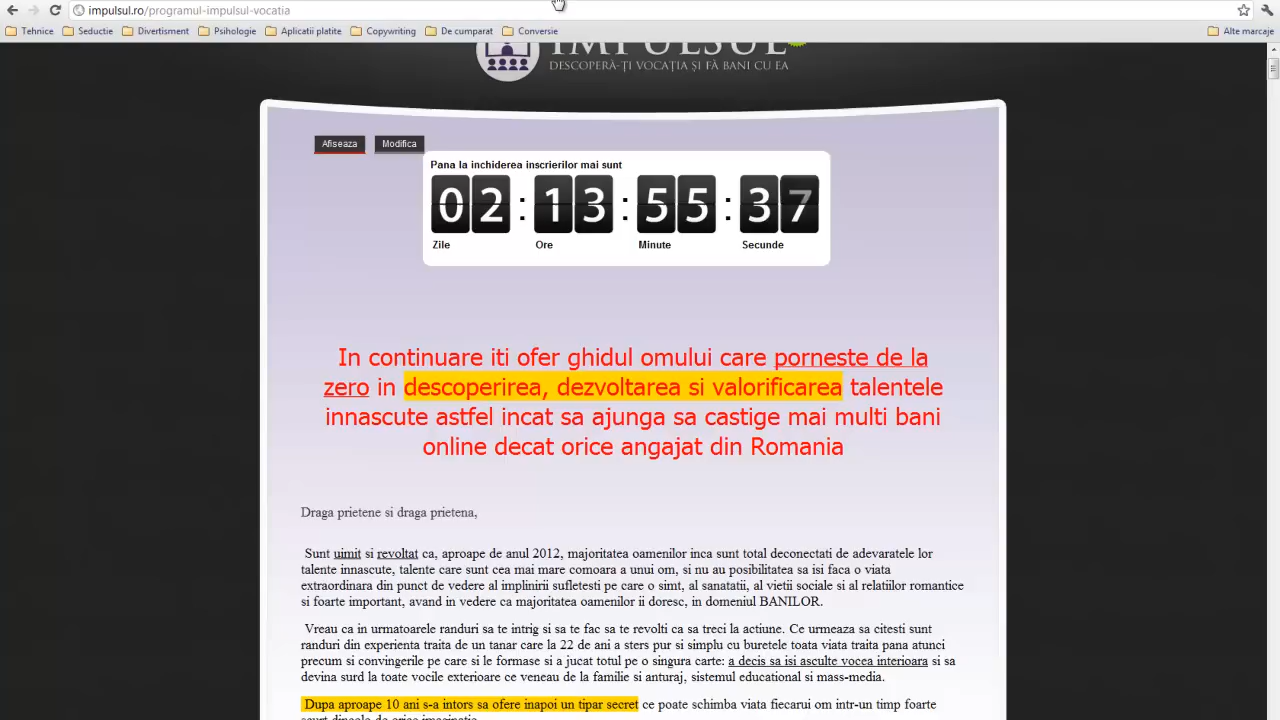 impulsul.ro/programul-impulsul-vocatia
Tehnice Seductie Divertisment Psihologie Aplicatii platite Copywriting De cumparat Conversie Alte marcaje
IMPULSUL
DESCOPERĂ-ȚI VOCAȚIA ȘI FĂ BANI CU EA
Afiseaza Modifica
Pana la inchiderea inscrierilor mai sunt
02 : 13 : 55 : 37
Zile Ore Minute Secunde
In continuare iti ofer ghidul omului care porneste de la
zero in descoperirea, dezvoltarea si valorificarea talentele
innascute astfel incat sa ajunga sa castige mai multi bani
online decat orice angajat din Romania
Draga prietene si draga prietena,
Sunt uimit si revoltat ca, aproape de anul 2012, majoritatea oamenilor inca sunt total deconectati de adevaratele lor
talente innascute, talente care sunt cea mai mare comoara a unui om, si nu au posibilitatea sa isi faca o viata
extraordinara din punct de vedere al implinirii sufletesti pe care o simt, al sanatatii, al vietii sociale si al relatiilor romantice
si foarte important, avand in vedere ca majoritatea oamenilor ii doresc, in domeniul BANILOR.
Vreau ca in urmatoarele randuri sa te intrig si sa te fac sa te revolti ca sa treci la actiune. Ce urmeaza sa citesti sunt
randuri din experienta traita de un tanar care la 22 de ani a sters pur si simplu cu buretele toata viata traita pana atunci
precum si convingerile pe care si le formase si a jucat totul pe o singura carte: a decis sa isi asculte vocea interioara si sa
devina surd la toate vocile exterioare ce veneau de la familie si anturaj, sistemul educational si mass-media.
Dupa aproape 10 ani s-a intors sa ofere inapoi un tipar secret ce poate schimba viata fiecarui om intr-un timp foarte
scurt dincolo de orice imaginatie